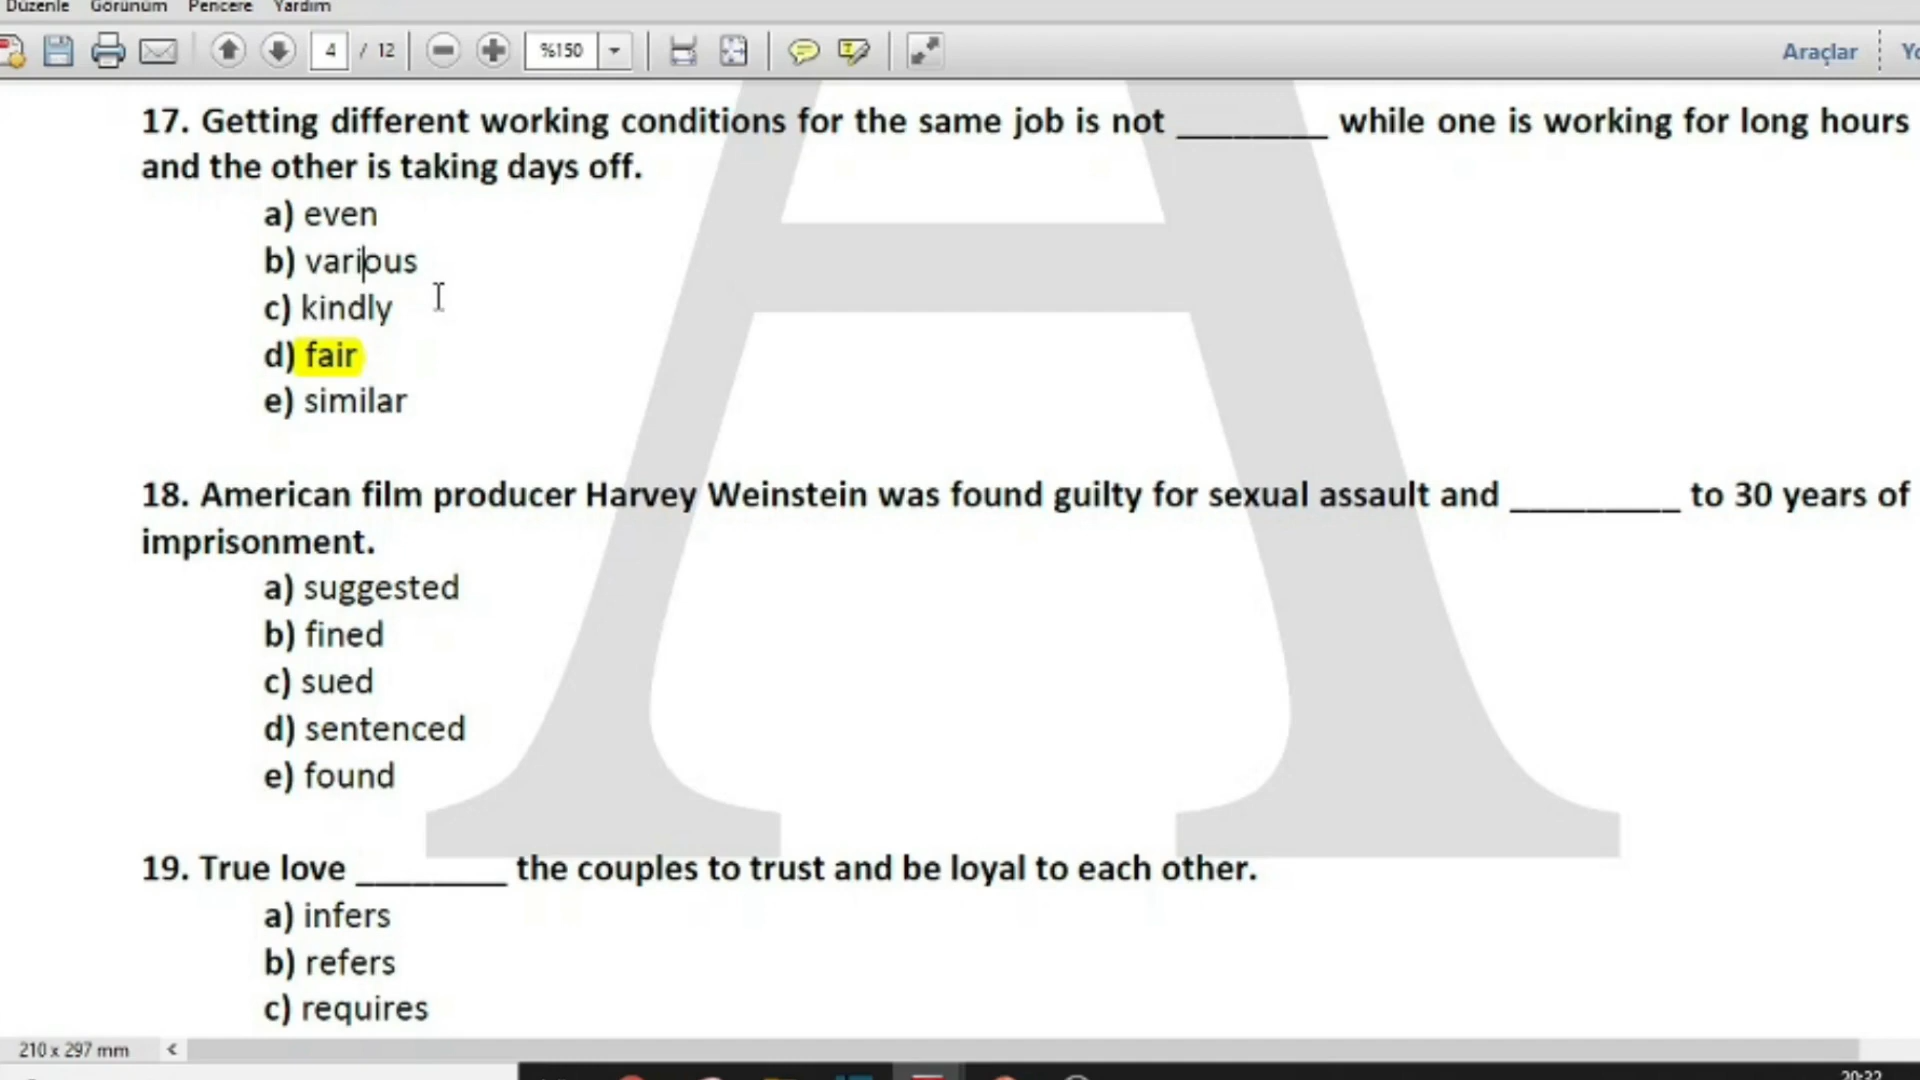 Düzenle Görünüm Pencere Yardım
4 / 12 %150 Araçlar
17. Getting different working conditions for the same job is not ________ while one is working for long hours
and the other is taking days off.
a) even
b) various
c) kindly
d) fair
e) similar
18. American film producer Harvey Weinstein was found guilty for sexual assault and _________ to 30 years of
imprisonment.
a) suggested
b) fined
c) sued
d) sentenced
e) found
19. True love ________ the couples to trust and be loyal to each other.
a) infers
b) refers
c) requires
210 x 297 mm
A